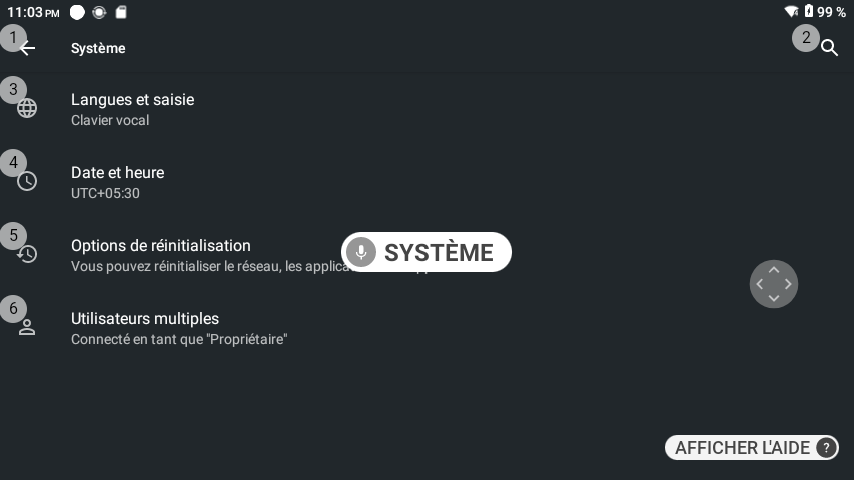 11:03 PM
99 %
1
Système
2
3
Langues et saisie
Clavier vocal
4
Date et heure
UTC+05:30
5
Options de réinitialisation
Vous pouvez réinitialiser le réseau, les
SYSTÈME
6
Utilisateurs multiples
Connecté en tant que "Propriétaire"
AFFICHER L'AIDE ?